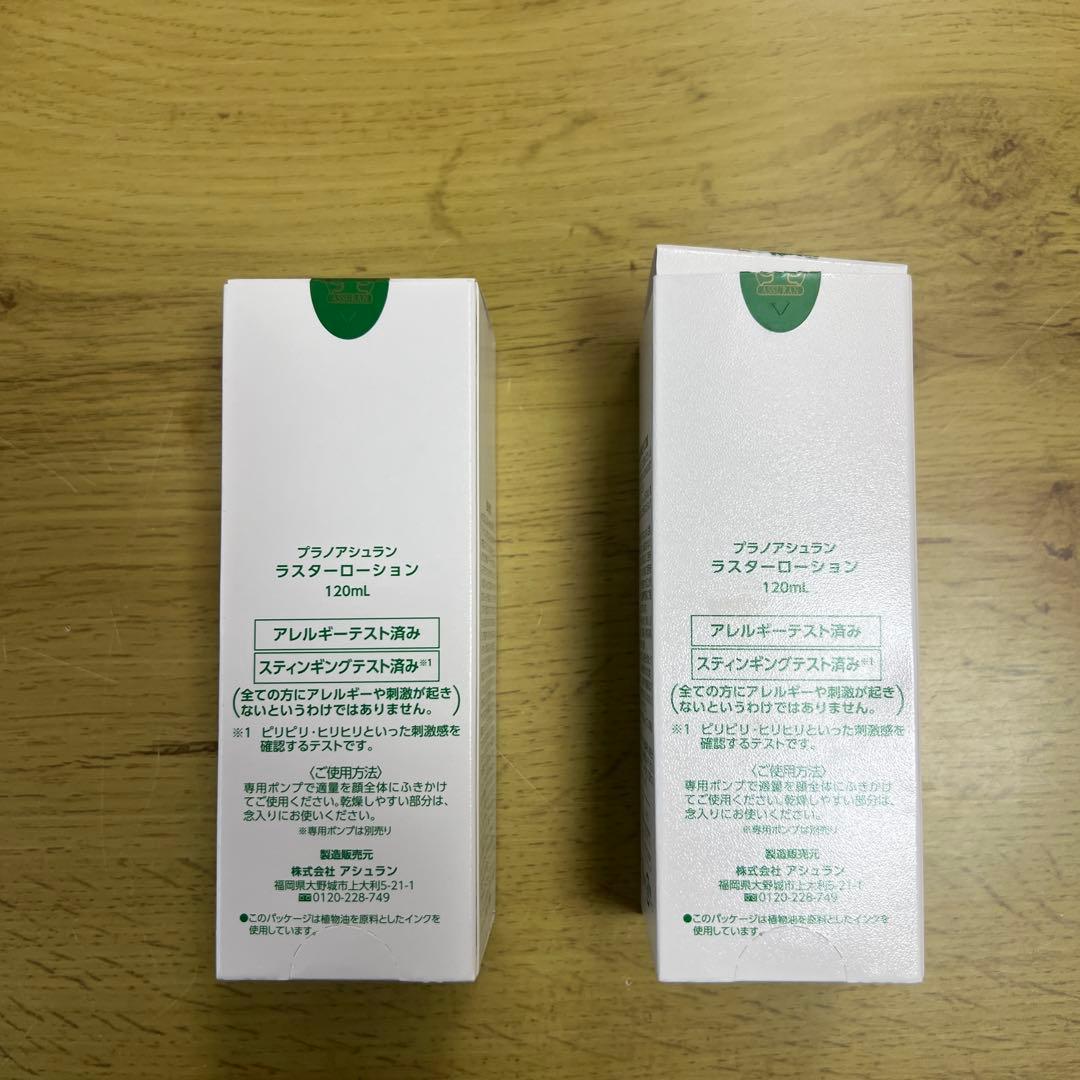 ASSURAN
プラノアシュラン
ラスターローション
120mL
アレルギーテスト済み
スティンギングテスト済み※1
(全ての方にアレルギーや刺激が起き
ないというわけではありません。)
※1 ピリピリ・ヒリヒリといった刺激感を
確認するテストです。
〈ご使用方法〉
専用ポンプで適量を顔全体にふきかけ
てご使用ください。乾燥しやすい部分は、
念入りにお使いください。
※専用ポンプは別売り
製造販売元
株式会社 アシュラン
福岡県大野城市上大利5-21-1
0120-228-749
●このパッケージは植物油を原料としたインクを
使用しています。
ASSURAN
プラノアシュラン
ラスターローション
120mL
アレルギーテスト済み
スティンギングテスト済み※1
(全ての方にアレルギーや刺激が起き
ないというわけではありません。)
※1 ピリピリ・ヒリヒリといった刺激感を
確認するテストです。
〈ご使用方法〉
専用ポンプで適量を顔全体にふきかけ
てご使用ください。乾燥しやすい部分は、
念入りにお使いください。
※専用ポンプは別売り
製造販売元
株式会社 アシュラン
福岡県大野城市上大利5-21-1
0120-228-749
●このパッケージは植物油を原料としたインクを
使用しています。